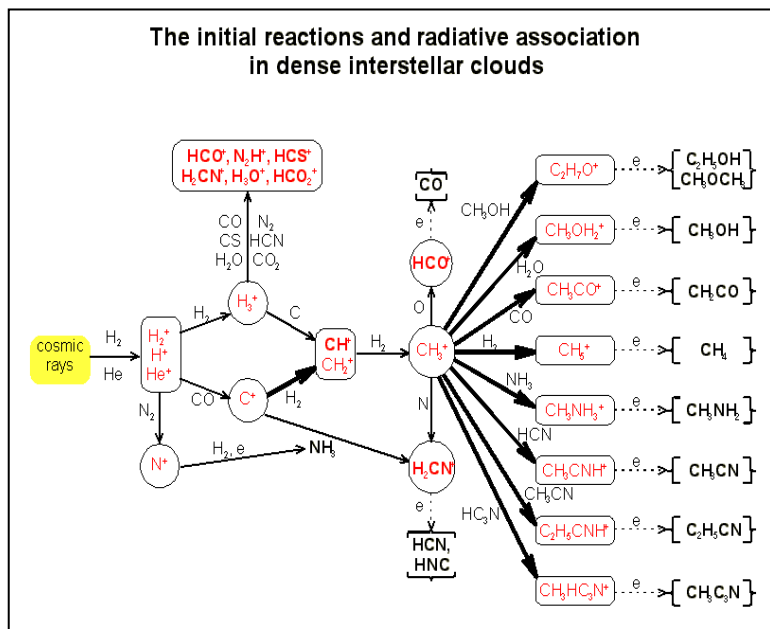 The initial reactions and radiative association
in dense interstellar clouds
HCO⁺, N₂H⁺, HCS⁺
H₂CN⁺, H₃O⁺, HCO₂⁺
CO N₂
CS HCN
H₂O CO₂
H₃⁺
H₂
C
cosmic
rays
H₂
He
H₂⁺
H⁺
He⁺
CO
C⁺
H₂
CH⁺
CH₂⁺
H₂
N₂
N⁺
H₂, e
NH₃
CO
e
HCO⁺
O
CH₃⁺
N
H₂CN⁺
e
HCN,
HNC
CH₃OH
C₂H₇O⁺
e
C₂H₅OH
CH₃OCH₃
H₂O
CH₃OH₂⁺
e
CH₃OH
CO
CH₃CO⁺
e
CH₂CO
H₂
CH₅⁺
e
CH₄
NH₃
CH₃NH₃⁺
e
CH₃NH₂
HCN
CH₃CNH⁺
e
CH₃CN
CH₃CN
C₂H₅CNH⁺
e
C₂H₅CN
HC₃N
CH₃HC₃N⁺
e
CH₃C₃N